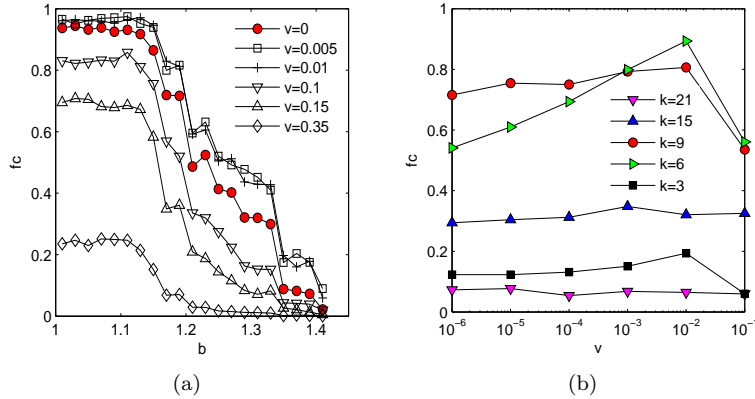 1
0.8
0.6
0.4
0.2
0
1
1.1
1.2
1.3
1.4
fc
b
v=0
v=0.005
v=0.01
v=0.1
v=0.15
v=0.35
(a)
1
0.8
0.6
0.4
0.2
0
10−6
10−5
10−4
10−3
10−2
10−1
fc
v
k=21
k=15
k=9
k=6
k=3
(b)